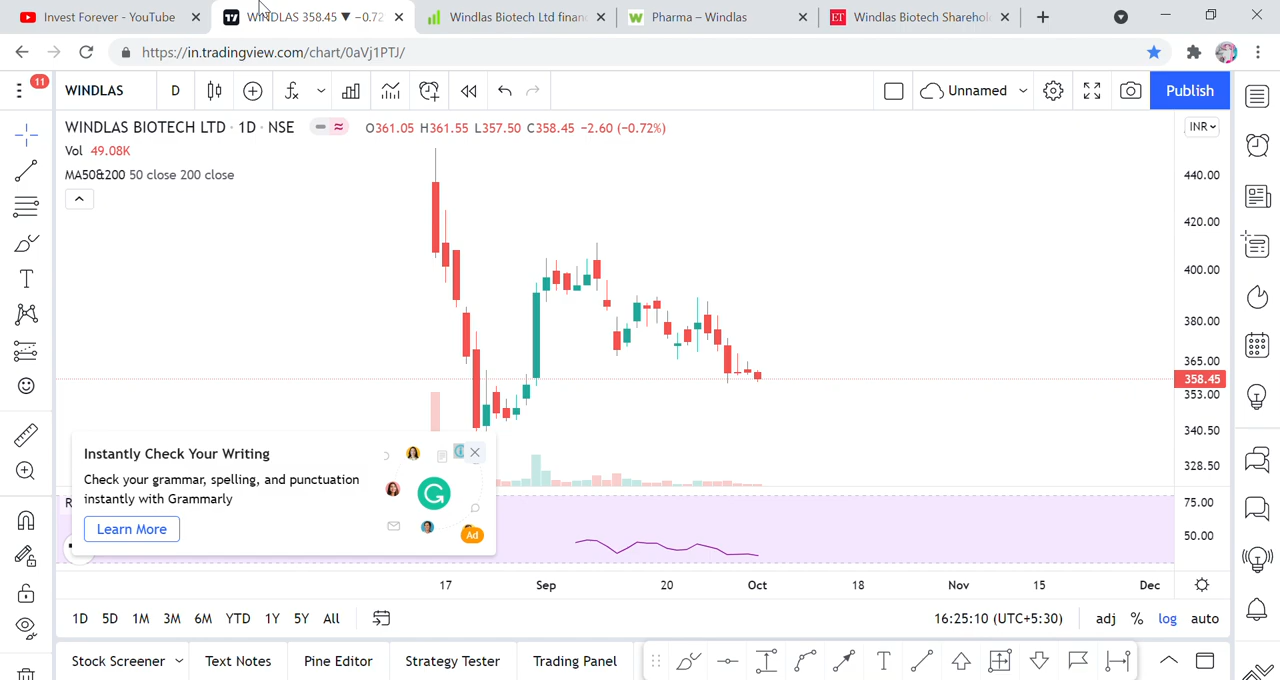 Invest Forever - YouTube
WINDLAS 358.45 ▼ −0.72
Windlas Biotech Ltd finan
Pharma – Windlas
ET Windlas Biotech Sharehol
https://in.tradingview.com/chart/0aVj1PTJ/
11
WINDLAS
D
Unnamed
Publish
WINDLAS BIOTECH LTD · 1D · NSE
O361.05 H361.55 L357.50 C358.45 −2.60 (−0.72%)
INR
Vol 49.08K
MA50&200 50 close 200 close
440.00
420.00
400.00
380.00
365.00
358.45
353.00
340.50
328.50
75.00
50.00
Instantly Check Your Writing
Check your grammar, spelling, and punctuation
instantly with Grammarly
Learn More
Ad
R
17
Sep
20
Oct
18
Nov
15
Dec
1D 5D 1M 3M 6M YTD 1Y 5Y All
16:25:10 (UTC+5:30)
adj % log auto
Stock Screener
Text Notes
Pine Editor
Strategy Tester
Trading Panel